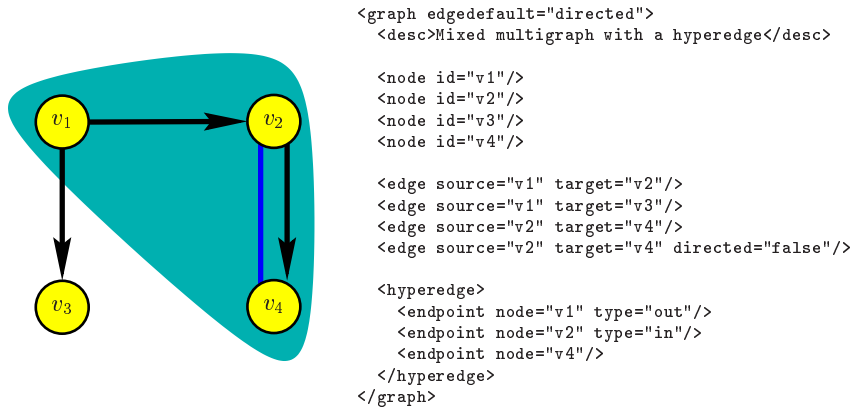 v1
v2
v3
v4
<graph edgedefault="directed">
<desc>Mixed multigraph with a hyperedge</desc>
<node id="v1"/>
<node id="v2"/>
<node id="v3"/>
<node id="v4"/>
<edge source="v1" target="v2"/>
<edge source="v1" target="v3"/>
<edge source="v2" target="v4"/>
<edge source="v2" target="v4" directed="false"/>
<hyperedge>
<endpoint node="v1" type="out"/>
<endpoint node="v2" type="in"/>
<endpoint node="v4"/>
</hyperedge>
</graph>